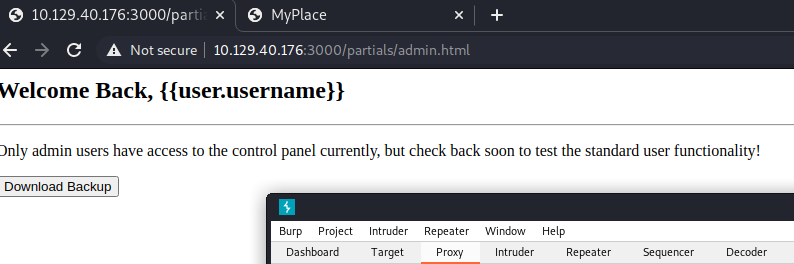 10.129.40.176:3000/partia
MyPlace
Not secure
10.129.40.176:3000/partials/admin.html
Welcome Back, {{user.username}}
Only admin users have access to the control panel currently, but check back soon to test the standard user functionality!
Download Backup
Burp Project Intruder Repeater Window Help
Dashboard Target Proxy Intruder Repeater Sequencer Decoder